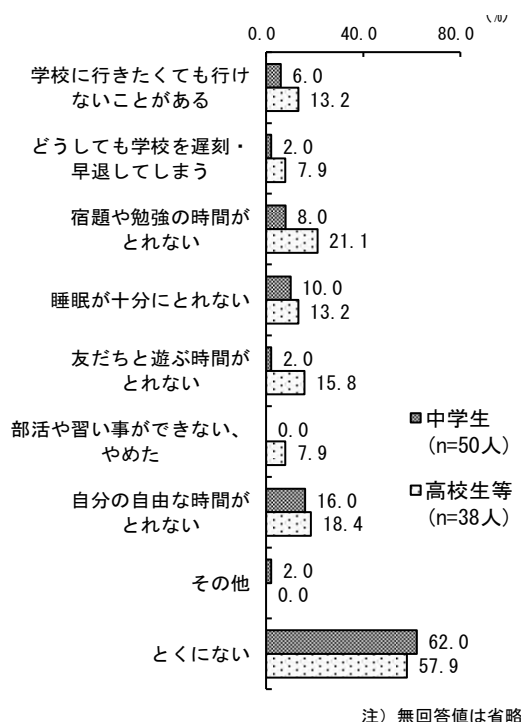 (%)
0.0 40.0 80.0
学校に行きたくても行け
ないことがある
6.0
13.2
どうしても学校を遅刻・
早退してしまう
2.0
7.9
宿題や勉強の時間が
とれない
8.0
21.1
睡眠が十分にとれない
10.0
13.2
友だちと遊ぶ時間が
とれない
2.0
15.8
部活や習い事ができない、
やめた
0.0
7.9
自分の自由な時間が
とれない
16.0
18.4
その他
2.0
0.0
とくにない
62.0
57.9
中学生
(n=50人)
高校生等
(n=38人)
注）無回答値は省略